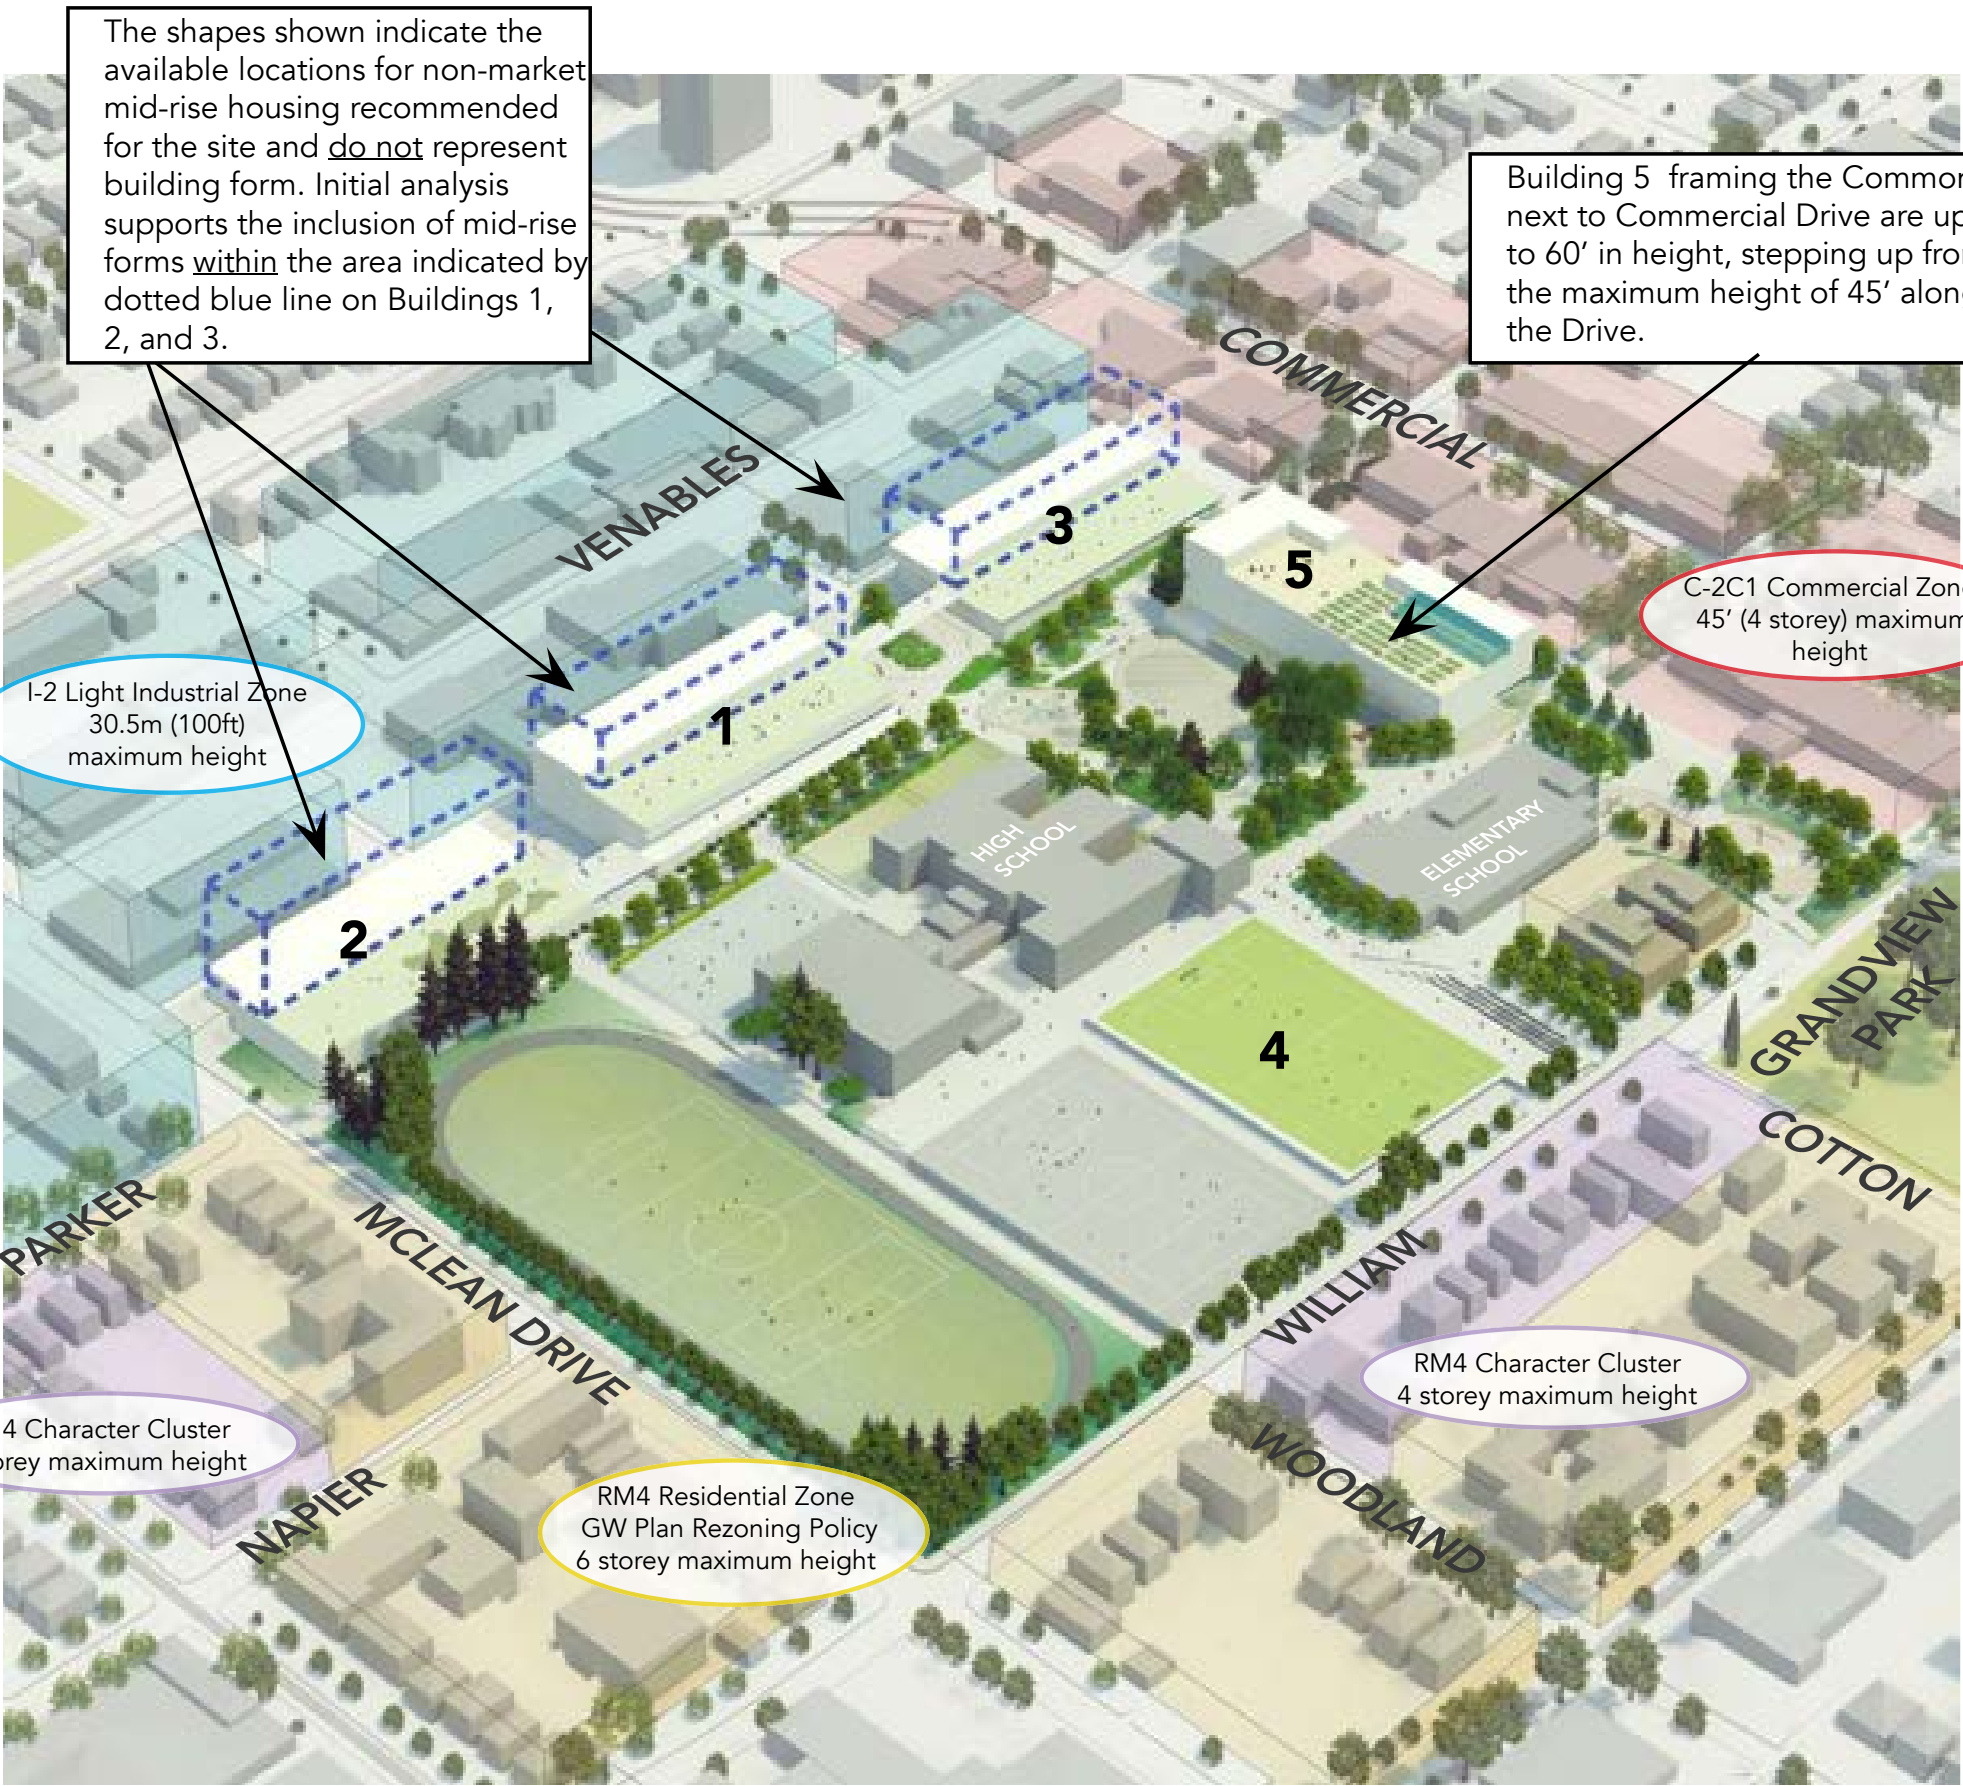 The shapes shown indicate the
available locations for non-market
mid-rise housing recommended
for the site and do not represent
building form. Initial analysis
supports the inclusion of mid-rise
forms within the area indicated by
dotted blue line on Buildings 1,
2, and 3.
Building 5 framing the Common
next to Commercial Drive are up
to 60’ in height, stepping up fro
the maximum height of 45’ alon
the Drive.
COMMERCIAL
VENABLES
3
5
C-2C1 Commercial Zon
45’ (4 storey) maximum
height
I-2 Light Industrial Zone
30.5m (100ft)
maximum height
1
HIGH
SCHOOL
ELEMENTARY
SCHOOL
2
4
GRANDVIEW
PARK
COTTON
PARKER
MCLEAN DRIVE
WILLIAM
RM4 Character Cluster
4 storey maximum height
4 Character Cluster
orey maximum height
NAPIER
WOODLAND
RM4 Residential Zone
GW Plan Rezoning Policy
6 storey maximum height